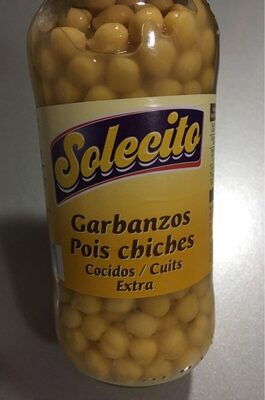 Solecito
Garbanzos
Pois chiches
Cocidos / Cuits
Extra